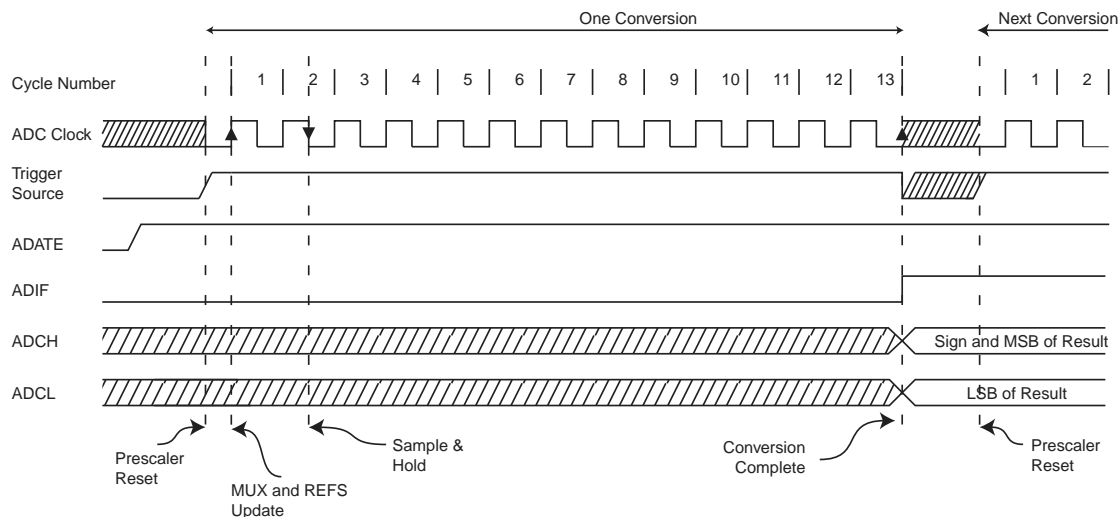 One Conversion
Next Conversion
Cycle Number
1 2 3 4 5 6 7 8 9 10 11 12 13 1 2
ADC Clock
Trigger
Source
ADATE
ADIF
ADCH
Sign and MSB of Result
ADCL
LSB of Result
Prescaler
Reset
MUX and REFS
Update
Sample &
Hold
Conversion
Complete
Prescaler
Reset